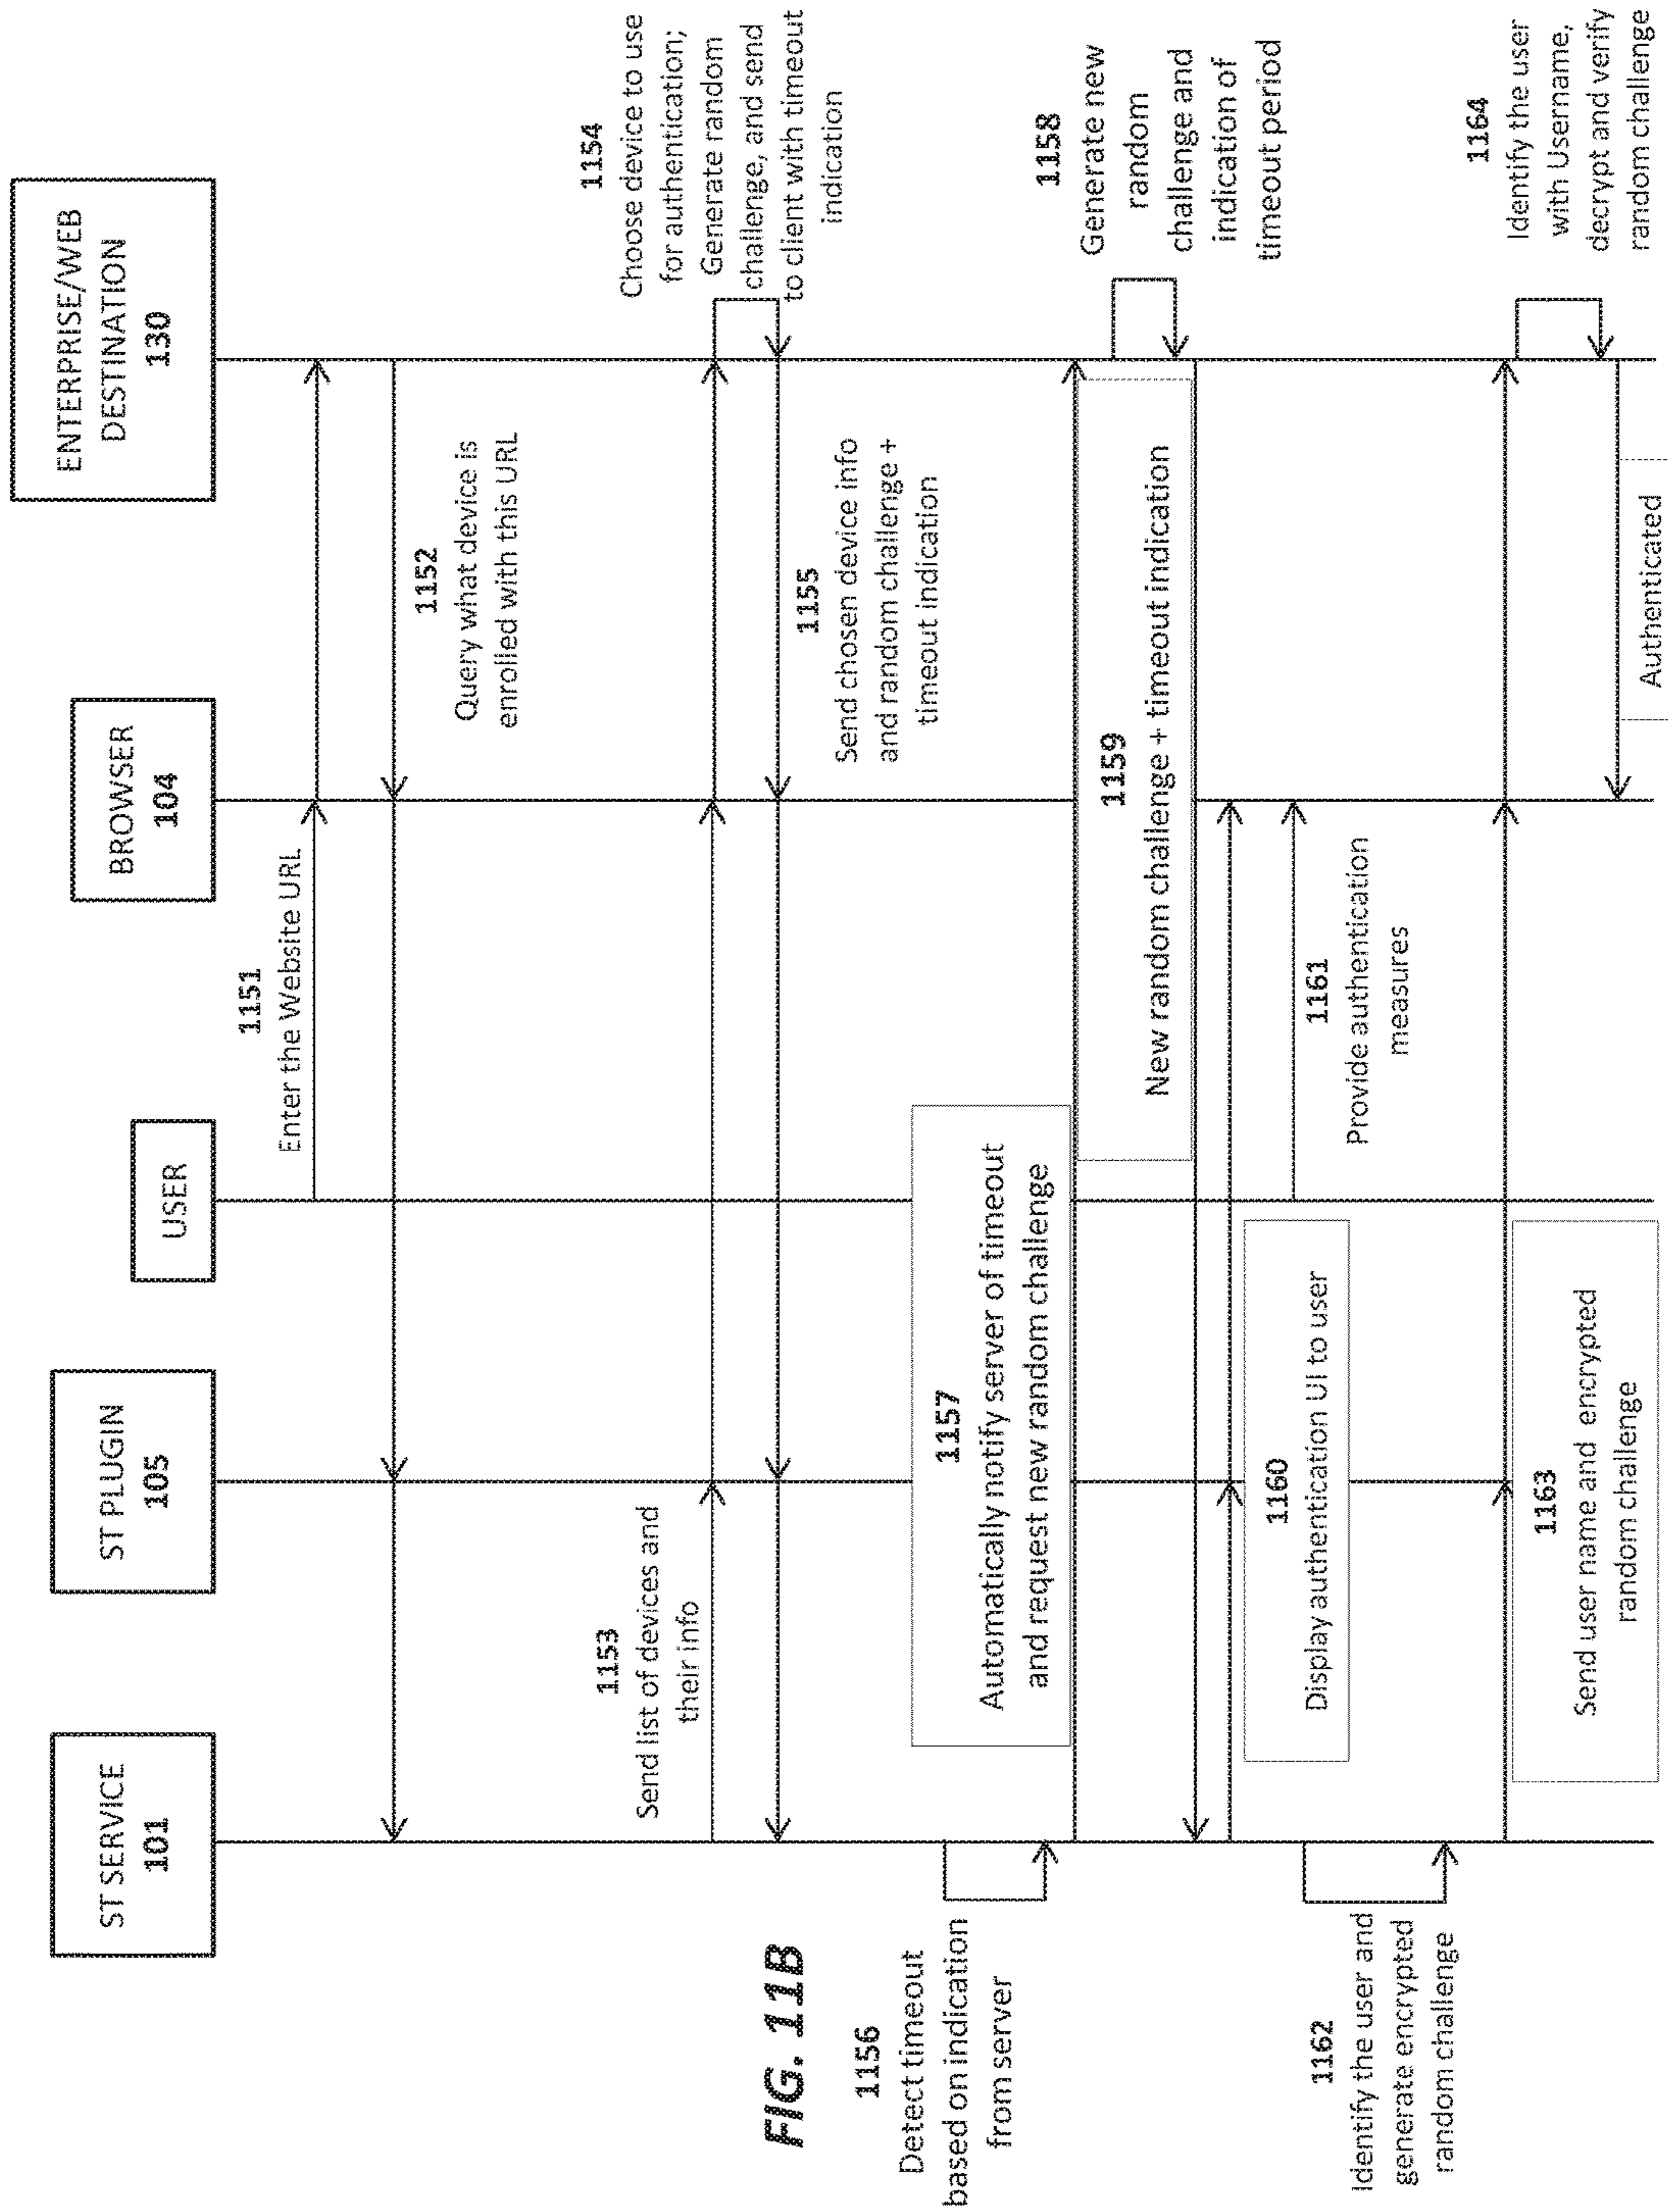 ST SERVICE
101
ST PLUGIN
105
USER
BROWSER
104
ENTERPRISE/WEB
DESTINATION
130
1151
Enter the Website URL
1152
Query what device is
enrolled with this URL
1153
Send list of devices and
their info
1154
Choose device to use
for authentication;
Generate random
challenge, and send
to client with timeout
indication
1155
Send chosen device info
and random challenge +
timeout indication
FIG. 11B
1156
Detect timeout
based on indication
from server
1157
Automatically notify server of timeout
and request new random challenge
1158
Generate new
random
challenge and
indication of
timeout period
1159
New random challenge + timeout indication
1160
Display authentication UI to user
1161
Provide authentication
measures
1162
Identify the user and
generate encrypted
random challenge
1163
Send user name and encrypted
random challenge
1164
Identify the user
with Username,
decrypt and verify
random challenge
Authenticated